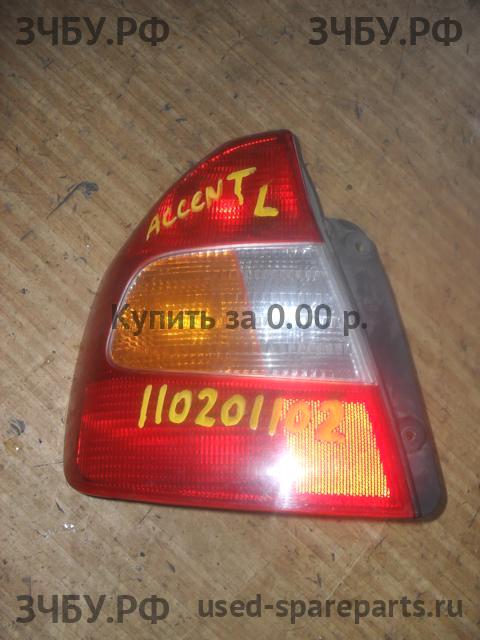 ЗЧБУ.РФ ЗЧБУ.РФ
ACCENT L
Купить за 0.00 р.
110201102
ЗЧБУ.РФ used-spareparts.ru